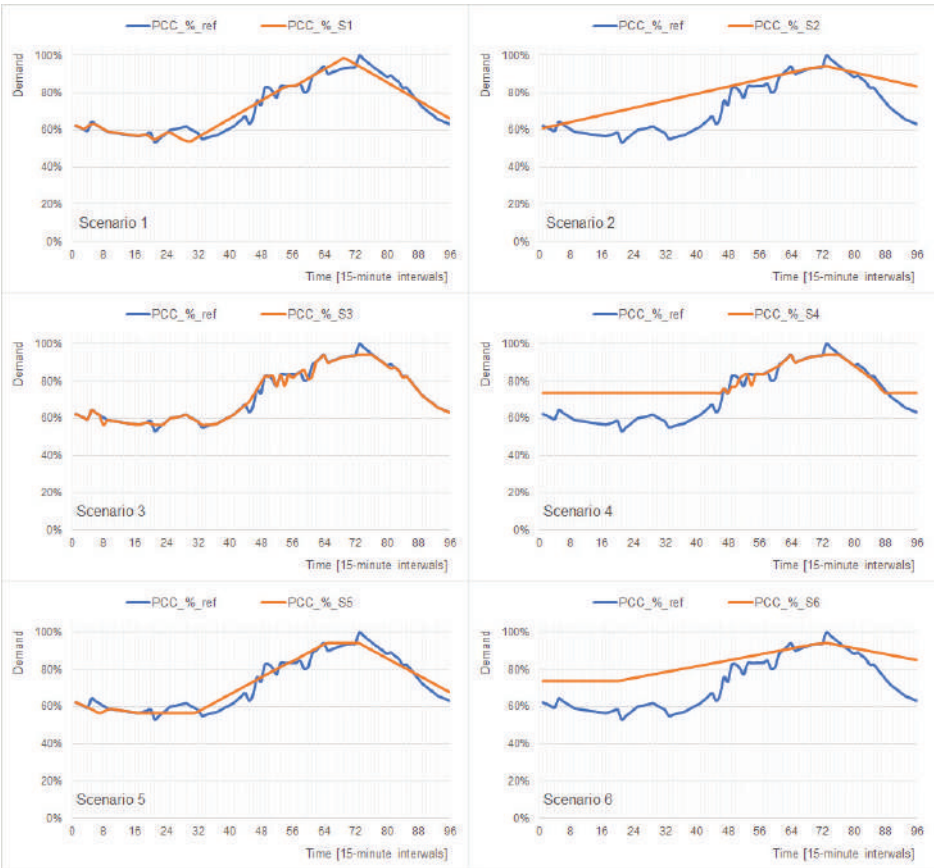 PCC_%_ref PCC_%_S1
Demand
100%
80%
60%
40%
20%
0%
Scenario 1
0 8 16 24 32 40 48 56 64 72 80 88 96
Time [15-minute intervals]
PCC_%_ref PCC_%_S2
Demand
100%
80%
60%
40%
20%
0%
Scenario 2
0 8 16 24 32 40 48 56 64 72 80 88 96
Time [15-minute intervals]
PCC_%_ref PCC_%_S3
Demand
100%
80%
60%
40%
20%
0%
Scenario 3
0 8 16 24 32 40 48 56 64 72 80 88 96
Time [15-minute intervals]
PCC_%_ref PCC_%_S4
Demand
100%
80%
60%
40%
20%
0%
Scenario 4
0 8 16 24 32 40 48 56 64 72 80 88 96
Time [15-minute intervals]
PCC_%_ref PCC_%_S5
Demand
100%
80%
60%
40%
20%
0%
Scenario 5
0 8 16 24 32 40 48 56 64 72 80 88 96
Time [15-minute intervals]
PCC_%_ref PCC_%_S6
Demand
100%
80%
60%
40%
20%
0%
Scenario 6
0 8 16 24 32 40 48 56 64 72 80 88 96
Time [15-minute intervals]